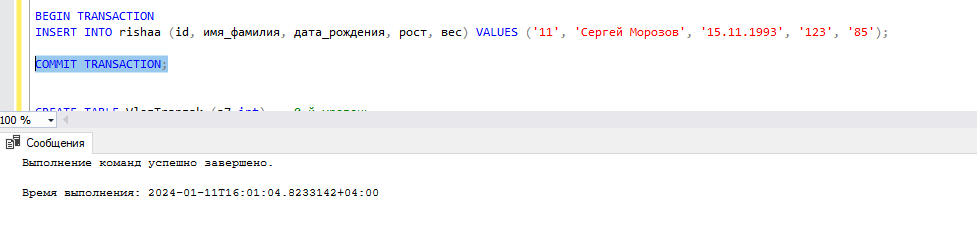 BEGIN TRANSACTION
INSERT INTO rishaa (id, имя_фамилия, дата_рождения, рост, вес) VALUES ('11', 'Сергей Морозов', '15.11.1993', '123', '85');
COMMIT TRANSACTION;
CREATE TABLE (a7 int)
100 %
Сообщения
Выполнение команд успешно завершено.
Время выполнения: 2024-01-11T16:01:04.8233142+04:00